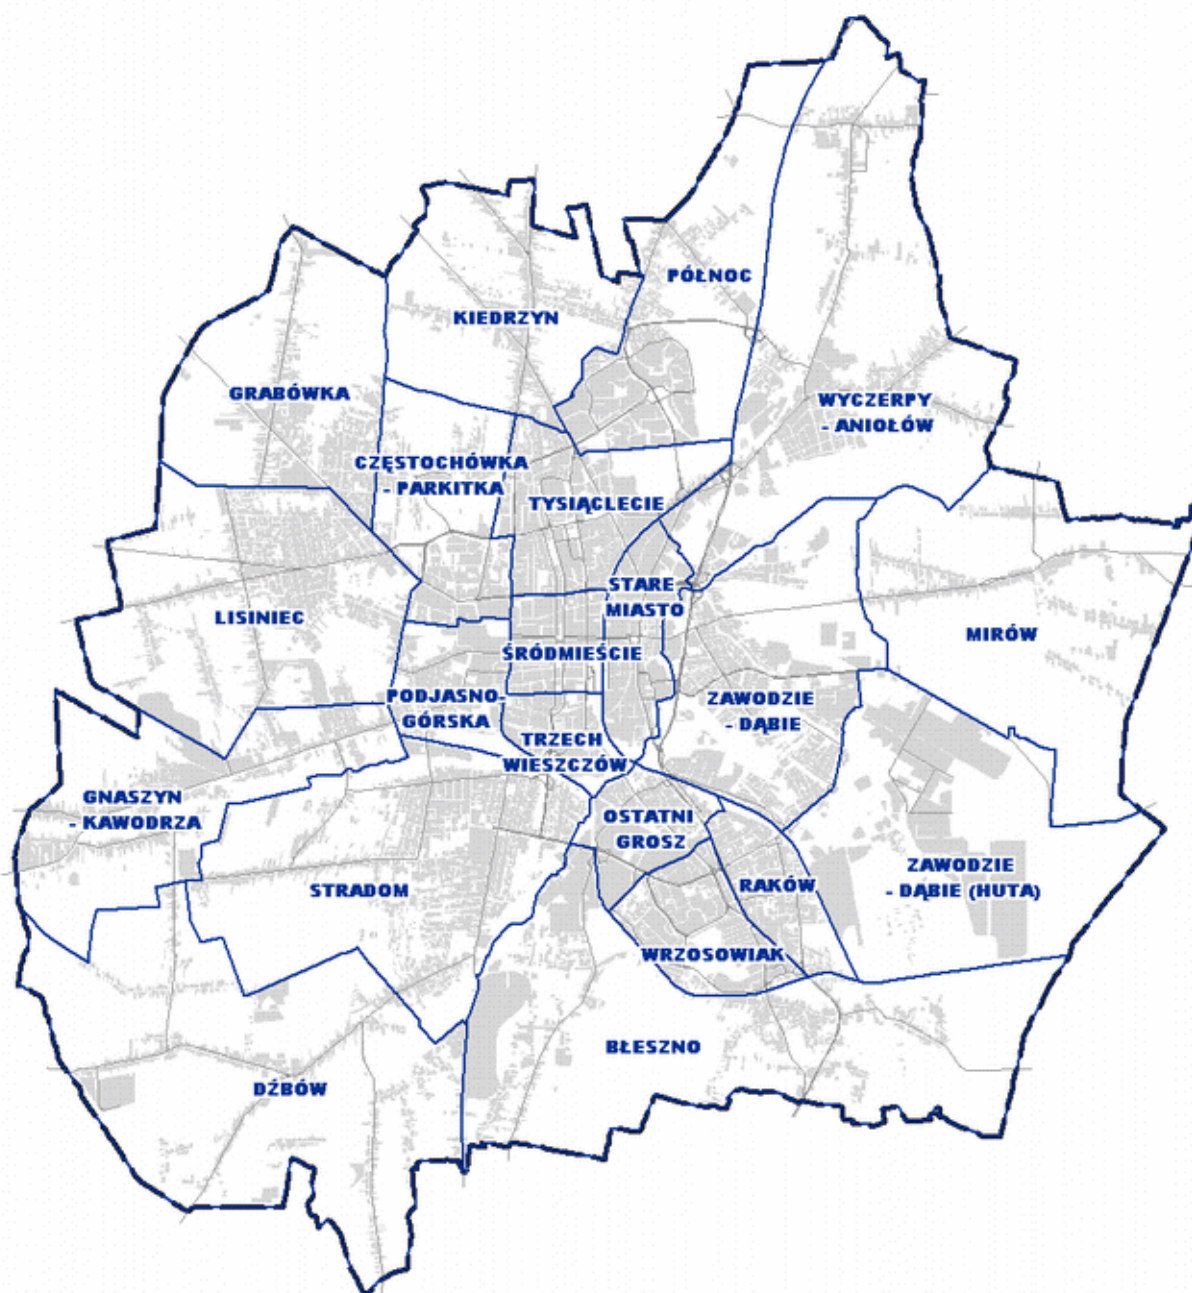 PÓŁNOC
KIEDRZYN
GRABÓWKA
WYCZERPY
- ANIOŁÓW
CZĘSTOCHÓWKA
- PARKITKA
TYSIĄCLECIE
STARE
MIASTO
LISINIEC
MIRÓW
ŚRÓDMIEŚCIE
PODJASNO-
GÓRSKA
ZAWODZIE
- DĄBIE
TRZECH
WIESZCZÓW
GNASZYN
- KAWODRZA
OSTATNI
GROSZ
ZAWODZIE
- DĄBIE (HUTA)
STRADOM
RAKÓW
WRZOSOWIAK
BŁESZNO
DŹBÓW